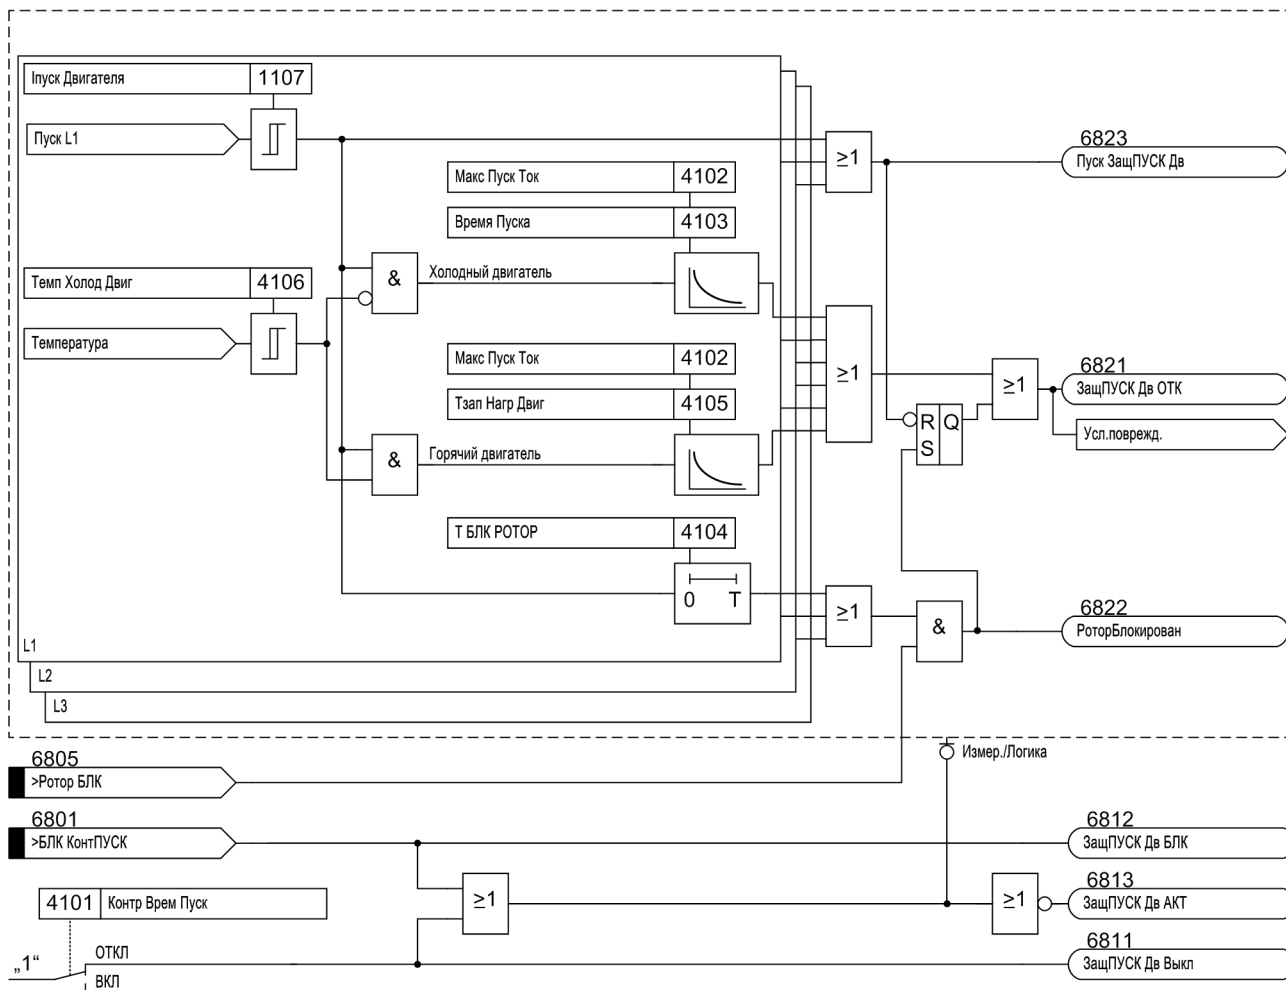 Iпуск Двигателя 1107
Пуск L1
≥1
6823
Пуск ЗащПУСК Дв
Макс Пуск Ток 4102
Время Пуска 4103
Темп Холод Двиг 4106
&
Холодный двигатель
Температура
Макс Пуск Ток 4102
≥1
≥1
6821
ЗащПУСК Дв ОТК
Tзап Нагр Двиг 4105
R Q
S
Усл.поврежд.
&
Горячий двигатель
Т БЛК РОТОР 4104
0 T
≥1
&
6822
РоторБлокирован
L1
L2
L3
6805
>Ротор БЛК
Измер./Логика
6801
>БЛК КонтПУСК
6812
ЗащПУСК Дв БЛК
4101 Контр Врем Пуск
≥1
≥1
6813
ЗащПУСК Дв АКТ
„1“
ОТКЛ
ВКЛ
6811
ЗащПУСК Дв Выкл